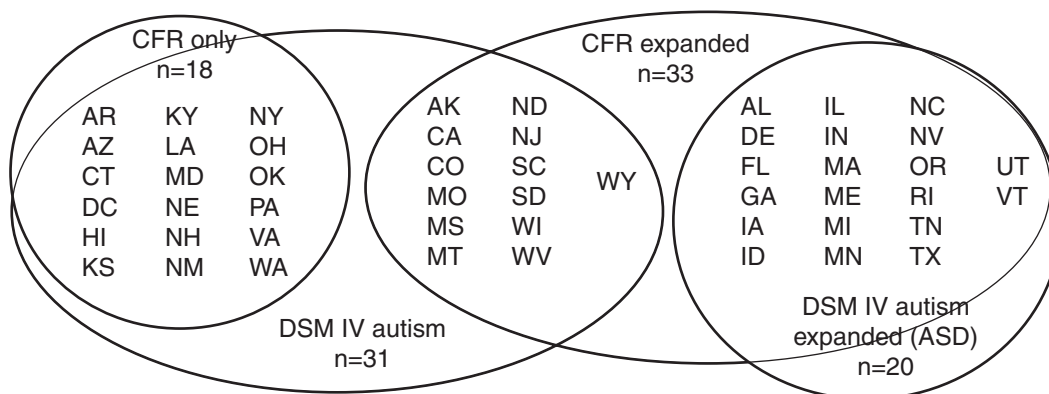 CFR only
n=18
AR KY NY
AZ LA OH
CT MD OK
DC NE PA
HI NH VA
KS NM WA
DSM IV autism
n=31
CFR expanded
n=33
AK ND
CA NJ
CO SC
WY
MO SD
MS WI
MT WV
AL IL NC
DE IN NV
FL MA OR UT
GA ME RI VT
IA MI TN
ID MN TX
DSM IV autism
expanded (ASD)
n=20